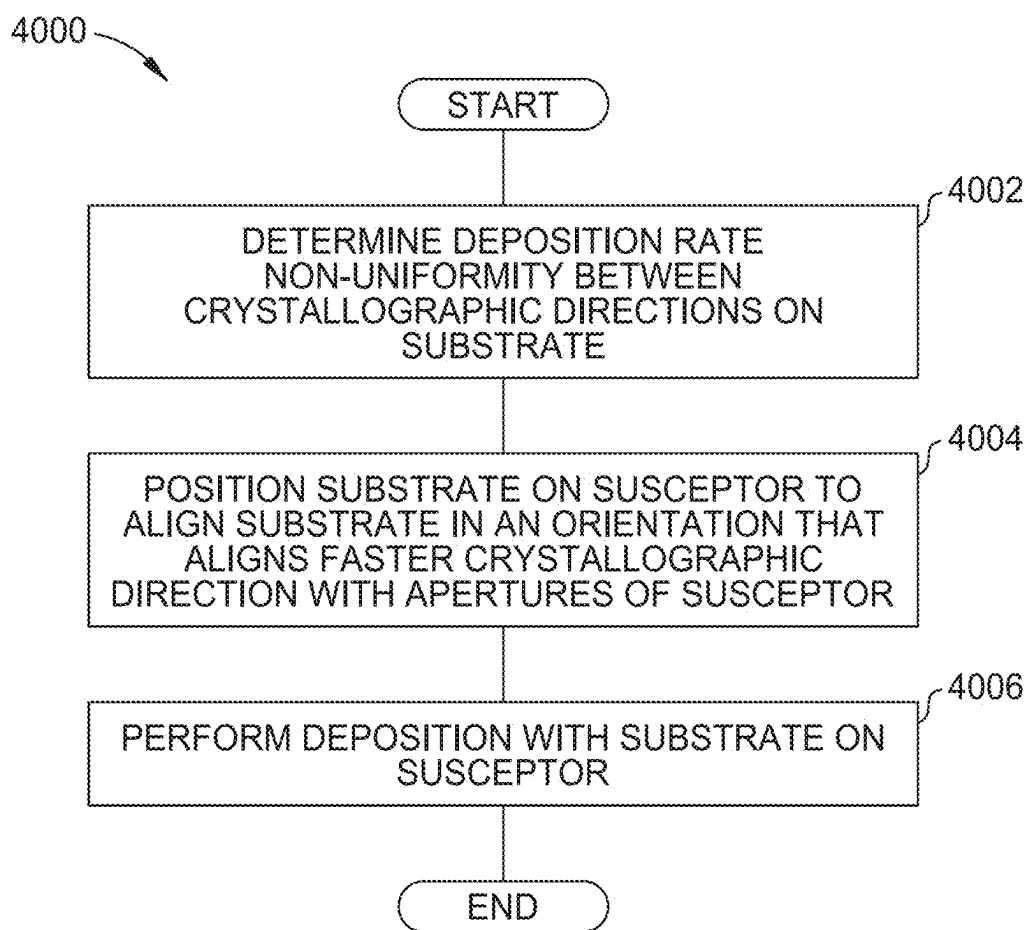 4000
START
4002
DETERMINE DEPOSITION RATE
NON-UNIFORMITY BETWEEN
CRYSTALLOGRAPHIC DIRECTIONS ON
SUBSTRATE
4004
POSITION SUBSTRATE ON SUSCEPTOR TO
ALIGN SUBSTRATE IN AN ORIENTATION THAT
ALIGNS FASTER CRYSTALLOGRAPHIC
DIRECTION WITH APERTURES OF SUSCEPTOR
4006
PERFORM DEPOSITION WITH SUBSTRATE ON
SUSCEPTOR
END